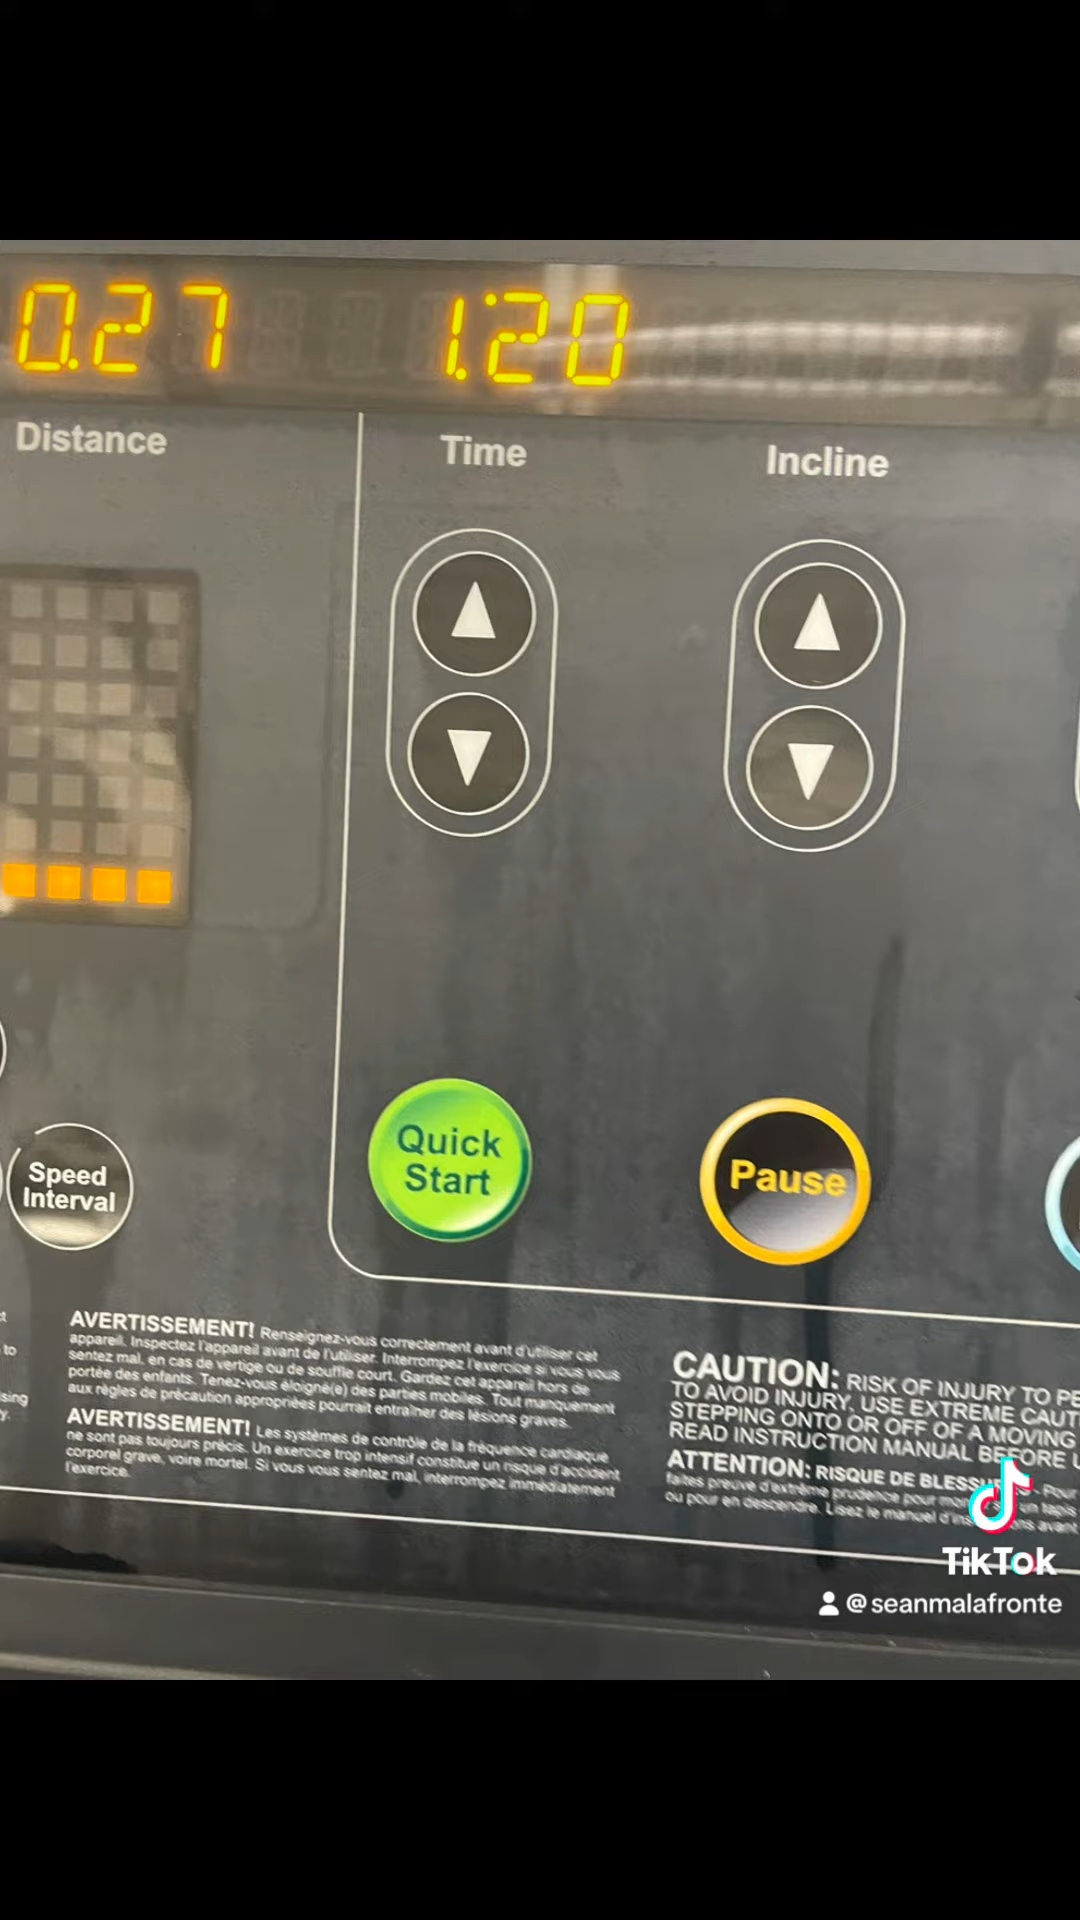 0.27 1:20
Distance
Time
Incline
Quick
Start
Pause
Speed
Interval
to
AVERTISSEMENT! Renseignez-vous correctement avant d'utiliser cet
appareil. Inspectez l'appareil avant de l'utiliser. Interrompez l'exercice si vous vous
sentez mal, en cas de vertige ou de souffle court. Gardez cet appareil hors de
portée des enfants. Tenez-vous éloigné(e) des parties mobiles. Tout manquement
aux règles de précaution appropriées pourrait entraîner des lésions graves.
AVERTISSEMENT! Les systèmes de contrôle de la fréquence cardiaque
ne sont pas toujours précis. Un exercice trop intensif constitue un risque d'accident
corporel grave, voire mortel. Si vous vous sentez mal, interrompez immédiatement
l'exercice.
CAUTION: RISK OF INJURY TO
TO AVOID INJURY, USE EXTREME
STEPPING ONTO OR OFF OF A MOVING
READ INSTRUCTION MANUAL BEFORE
ATTENTION: RISQUE DE Pour
faites preuve d'extrême prudence pour un tapis
ou pour en descendre. Lisez le manuel avant
TikTok
@seanmalafronte